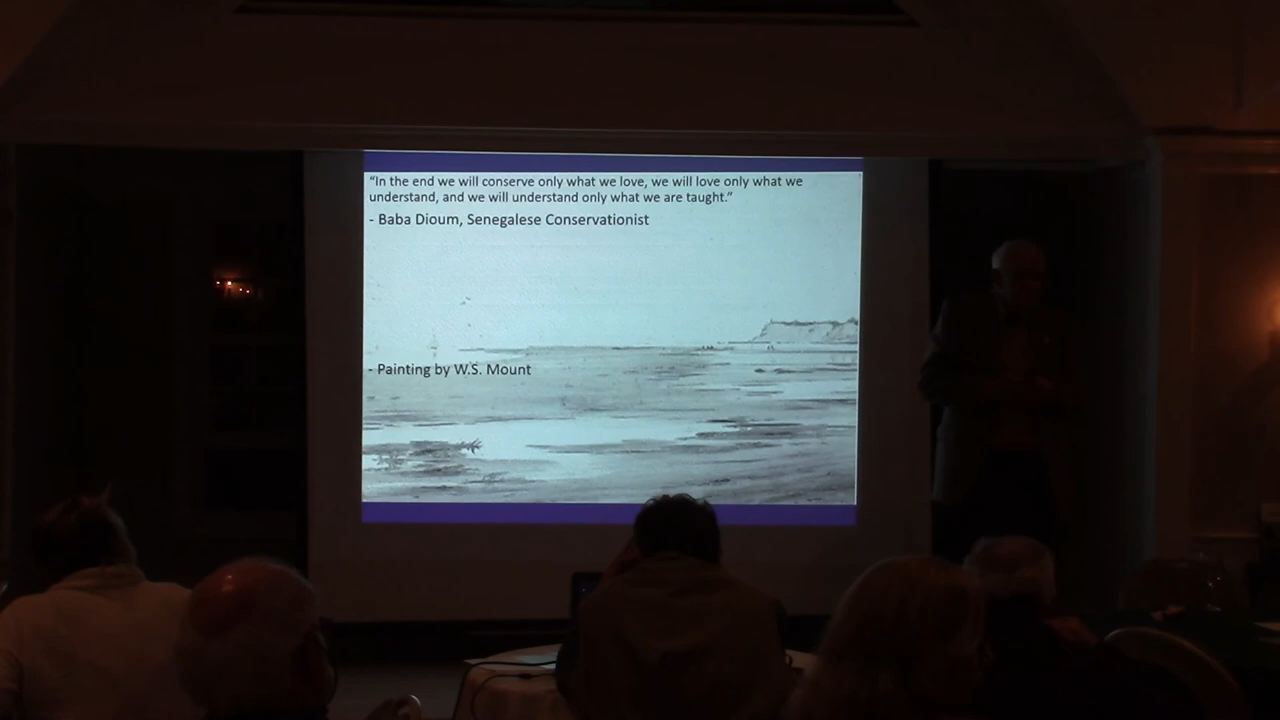 “In the end we will conserve only what we love, we will love only what we
understand, and we will understand only what we are taught.”
- Baba Dioum, Senegalese Conservationist
- Painting by W.S. Mount